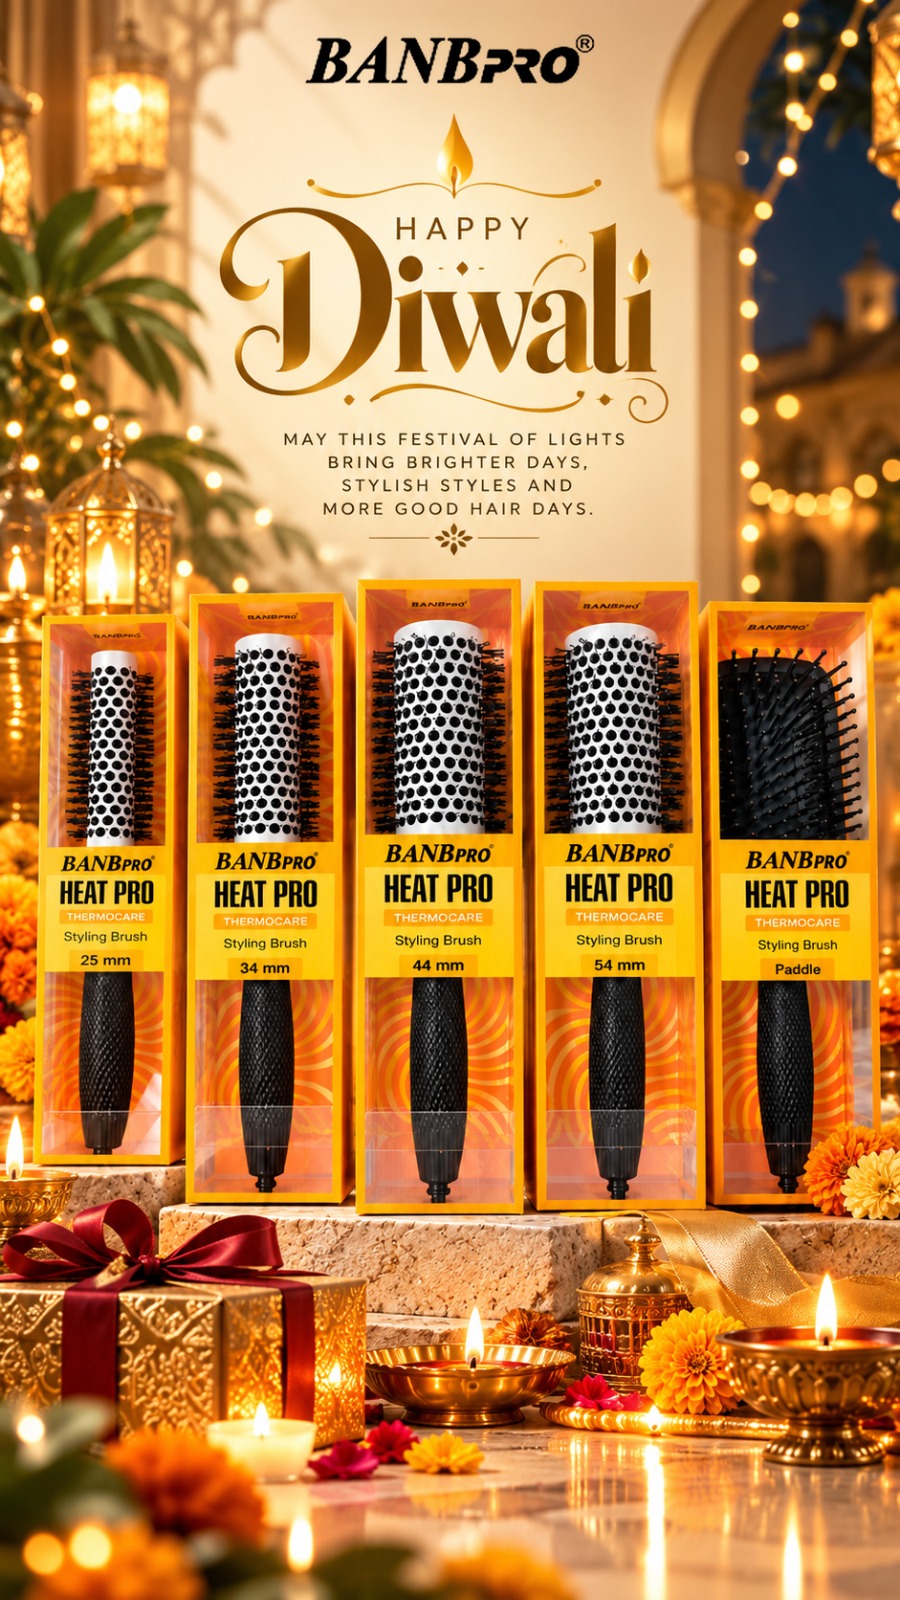 BANBPRO®
HAPPY
Diwali
MAY THIS FESTIVAL OF LIGHTS
BRING BRIGHTER DAYS,
STYLISH STYLES AND
MORE GOOD HAIR DAYS.
BANBPRO
BANBPRO
BANBPRO
BANBPRO
BANBPRO
BANBPRO®
HEAT PRO
THERMOCARE
Styling Brush
25 mm
BANBPRO®
HEAT PRO
THERMOCARE
Styling Brush
34 mm
BANBPRO®
HEAT PRO
THERMOCARE
Styling Brush
44 mm
BANBPRO®
HEAT PRO
THERMOCARE
Styling Brush
54 mm
BANBPRO®
HEAT PRO
THERMOCARE
Styling Brush
Paddle